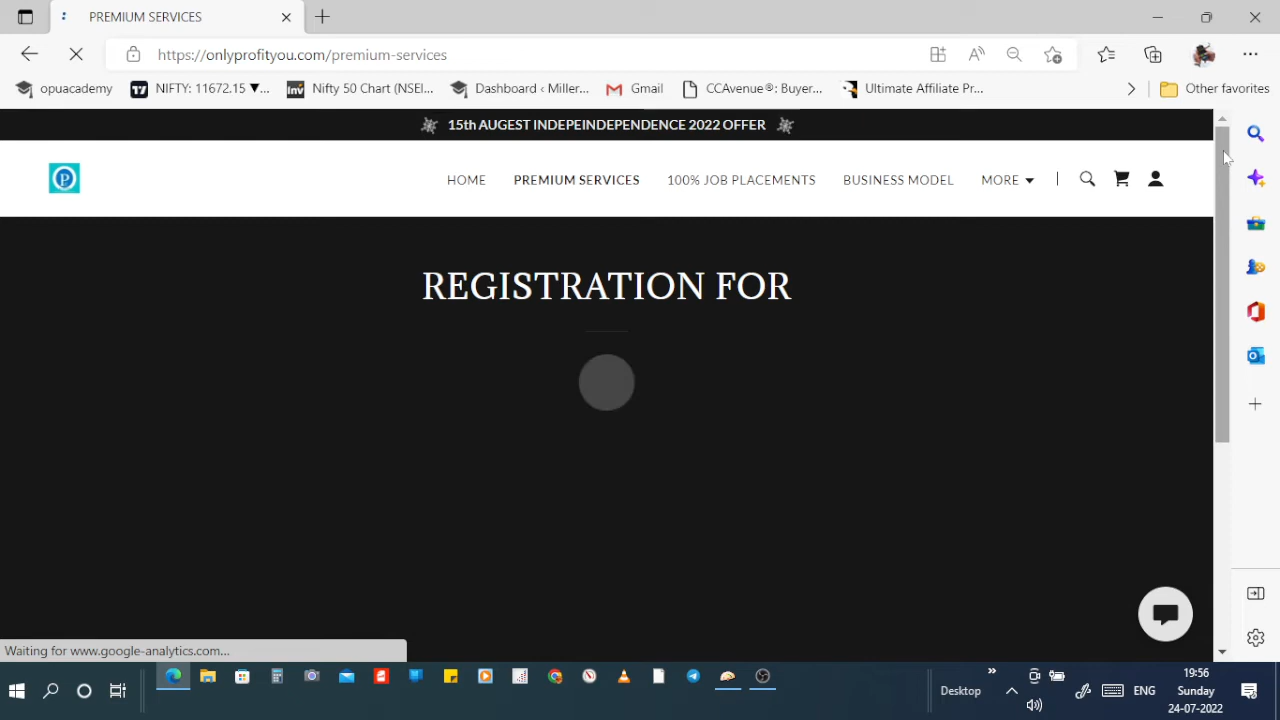 PREMIUM SERVICES
https://onlyprofityou.com/premium-services
opuacademy
NIFTY: 11672.15 ▼...
Nifty 50 Chart (NSEI...
Dashboard ‹ Miller...
Gmail
CCAvenue®: Buyer...
Ultimate Affiliate Pr...
Other favorites
15th AUGEST INDEPEINDEPENDENCE 2022 OFFER
HOME
PREMIUM SERVICES
100% JOB PLACEMENTS
BUSINESS MODEL
MORE
REGISTRATION FOR
Waiting for www.google-analytics.com...
Desktop
ENG
19:56
Sunday
24-07-2022